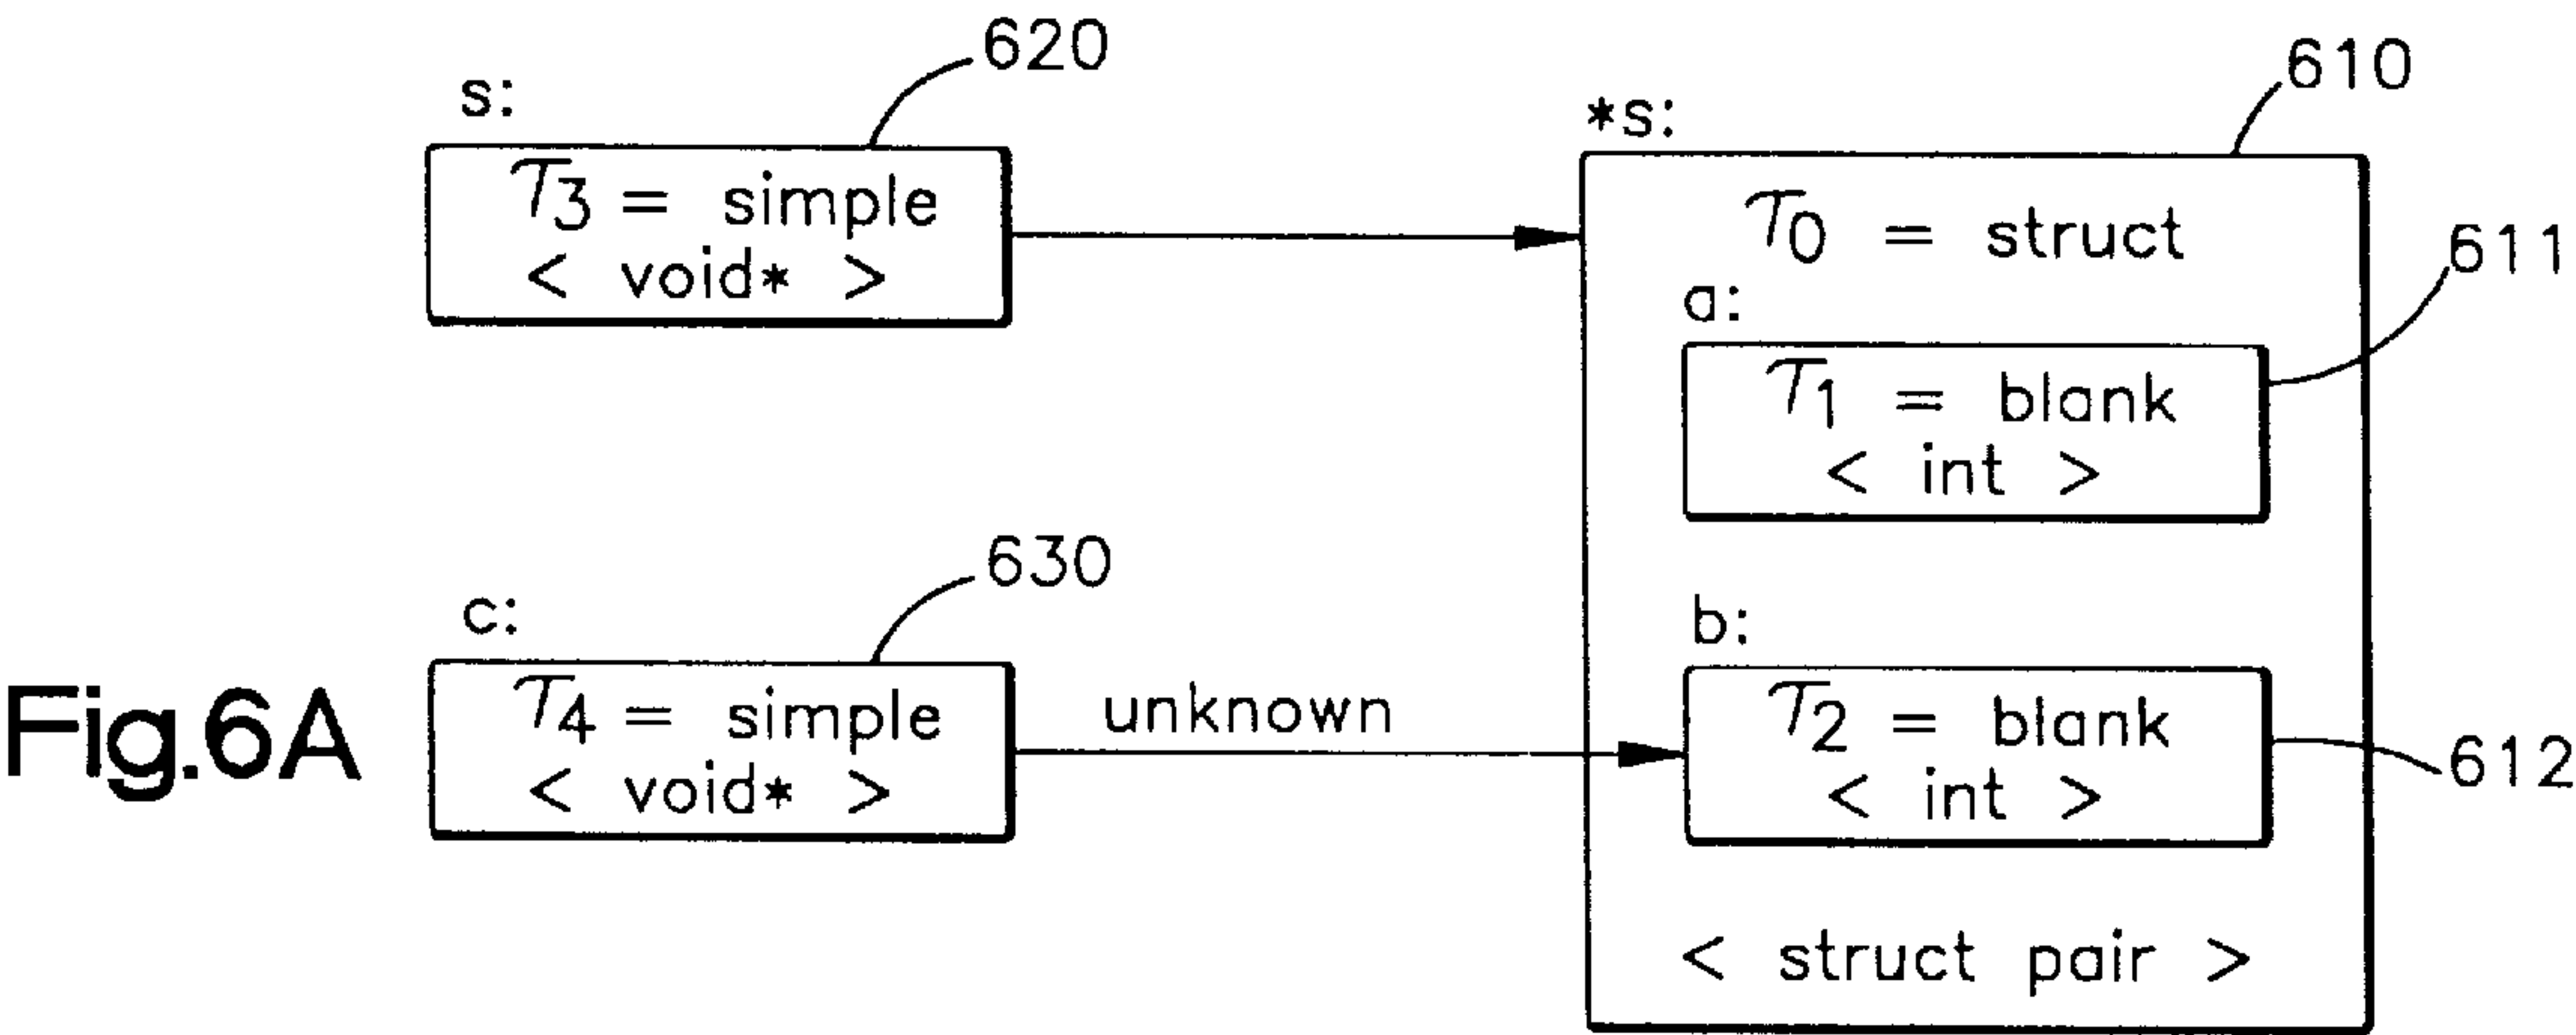 620
s:
τ3 = simple
< void* >
610
*s:
τ0 = struct
611
a:
τ1 = blank
< int >
630
c:
τ4 = simple
< void* >
unknown
b:
τ2 = blank
< int >
612
< struct pair >
Fig.6A